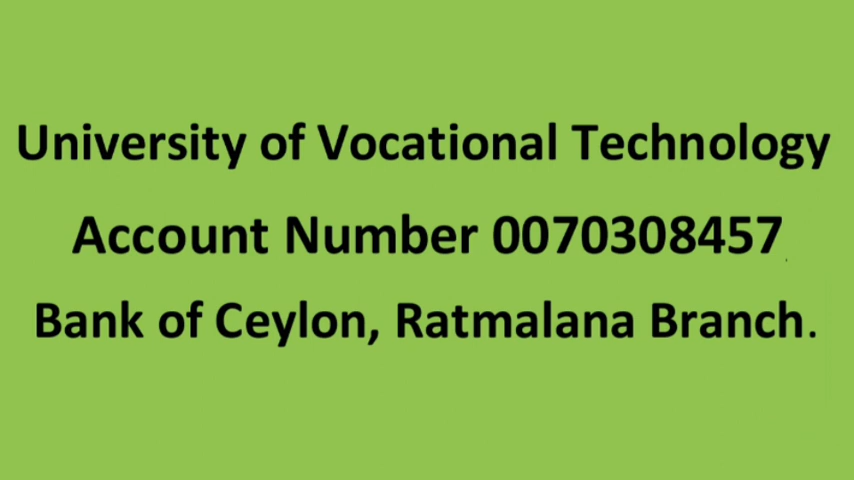 University of Vocational Technology
Account Number 0070308457
Bank of Ceylon, Ratmalana Branch.